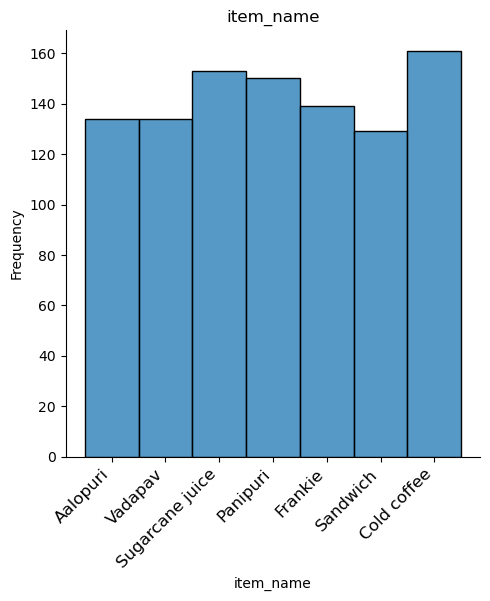 item_name
160
140
120
100
80
60
40
20
0
Frequency
Aalopuri
Vadapav
Sugarcane juice
Panipuri
Frankie
Sandwich
Cold coffee
item_name